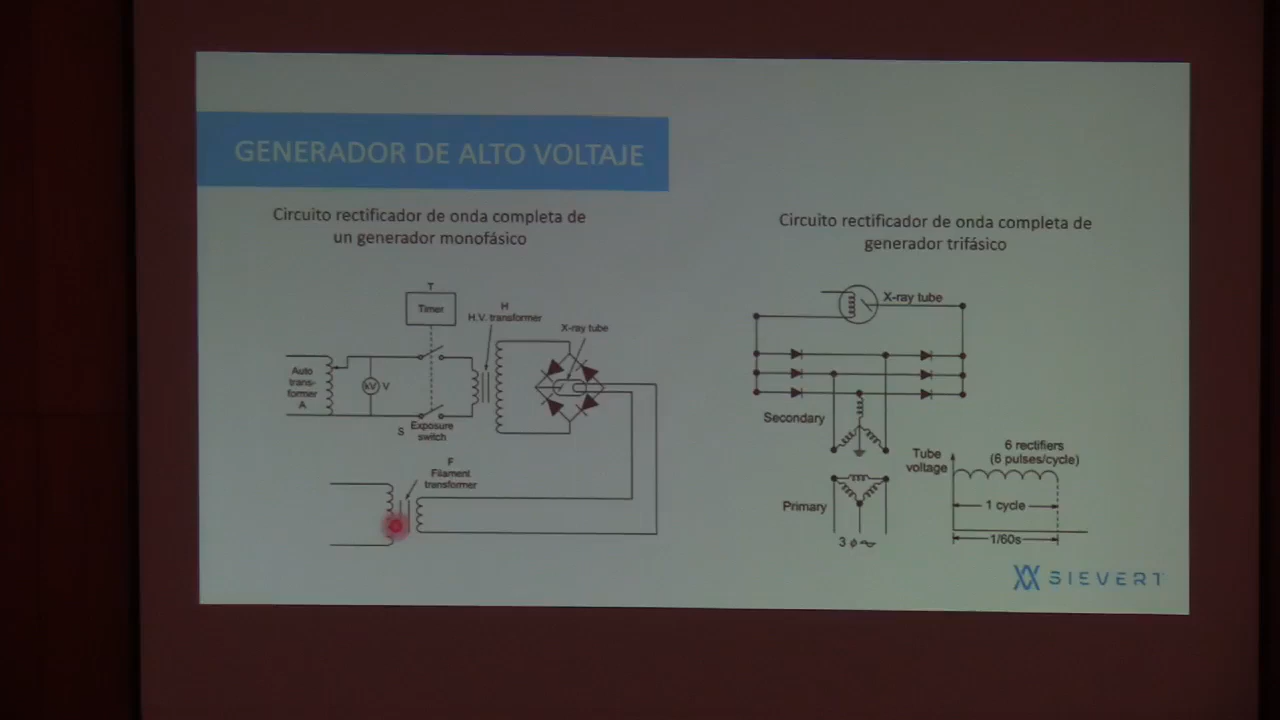 GENERADOR DE ALTO VOLTAJE
Circuito rectificador de onda completa de
un generador monofásico
T
Timer
H
H.V. transformer
X-ray tube
Auto
trans-
former
A
kV
V
S
Exposure
switch
F
Filament
transformer
Circuito rectificador de onda completa de
generador trifásico
X-ray tube
Secondary
Primary
3 ϕ ~
6 rectifiers
(6 pulses/cycle)
Tube
voltage
1 cycle
1/60s
SIEVERT